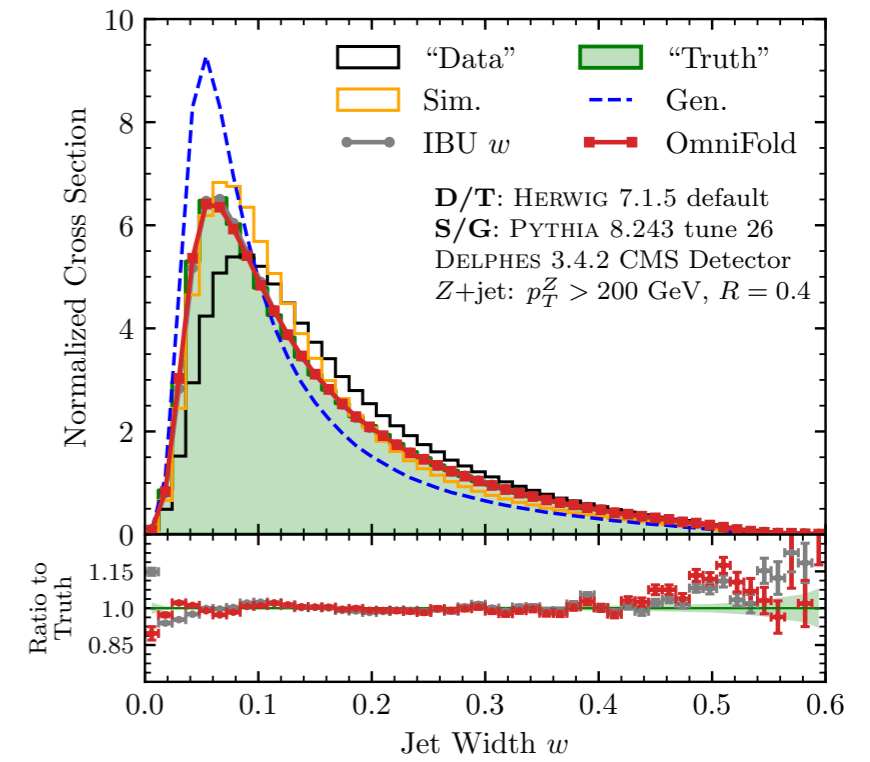 10
8
6
4
2
0
Normalized Cross Section
“Data”
“Truth”
Sim.
Gen.
IBU w
OmniFold
D/T: HERWIG 7.1.5 default
S/G: PYTHIA 8.243 tune 26
DELPHES 3.4.2 CMS Detector
Z+jet: p_T^Z > 200 GeV, R = 0.4
Ratio to
Truth
1.15
1.0
0.85
0.0
0.1
0.2
0.3
0.4
0.5
0.6
Jet Width w